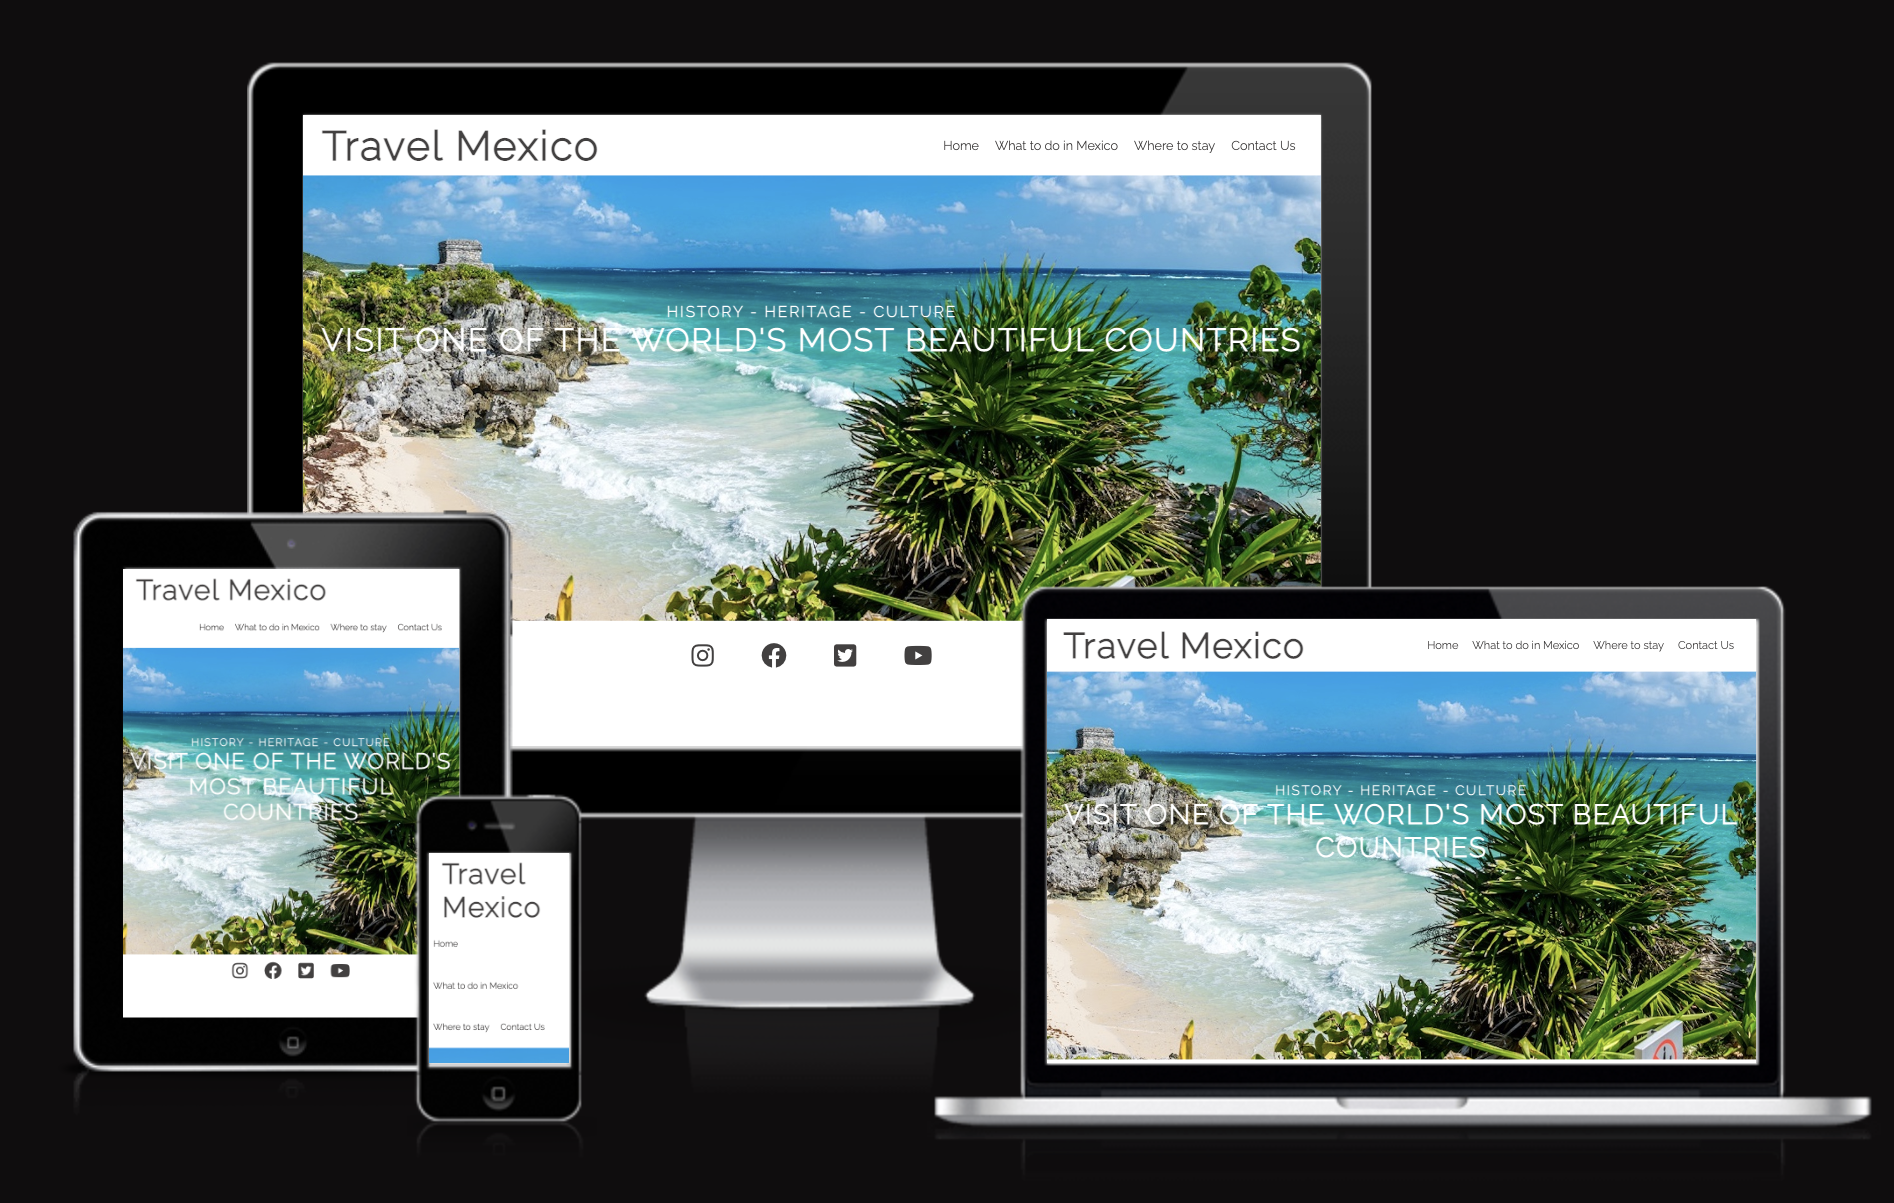 Travel Mexico
Home What to do in Mexico Where to stay Contact Us
HISTORY - HERITAGE - CULTURE
VISIT ONE OF THE WORLD'S MOST BEAUTIFUL COUNTRIES
Travel Mexico
Home What to do in Mexico Where to stay Contact Us
HISTORY - HERITAGE - CULTURE
VISIT ONE OF THE WORLD'S
MOST BEAUTIFUL
COUNTRIES
Travel
Mexico
Home
What to do in Mexico
Where to stay Contact Us
Travel Mexico
Home What to do in Mexico Where to stay Contact Us
HISTORY - HERITAGE - CULTURE
VISIT ONE OF THE WORLD'S MOST BEAUTIFUL
COUNTRIES